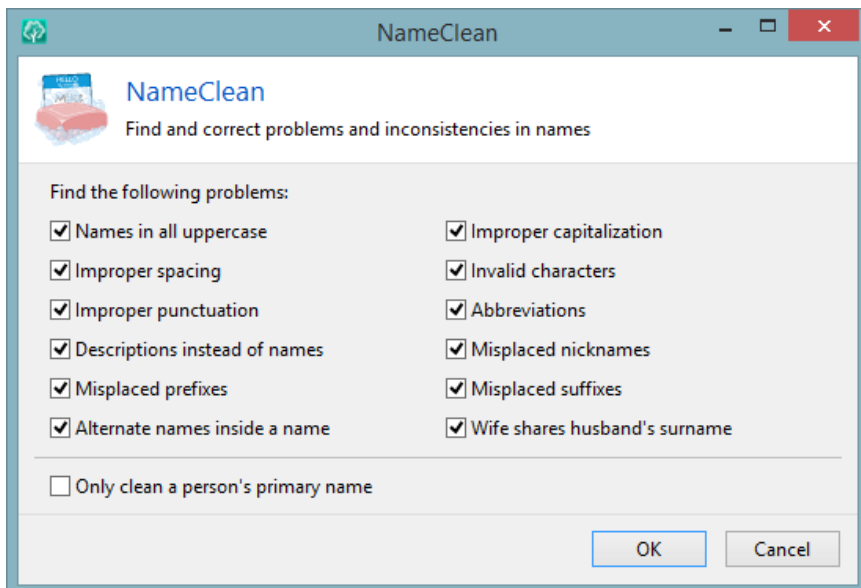 NameClean
HELLO
NameClean
Find and correct problems and inconsistencies in names
Find the following problems:
Names in all uppercase
Improper capitalization
Improper spacing
Invalid characters
Improper punctuation
Abbreviations
Descriptions instead of names
Misplaced nicknames
Misplaced prefixes
Misplaced suffixes
Alternate names inside a name
Wife shares husband's surname
Only clean a person's primary name
OK
Cancel